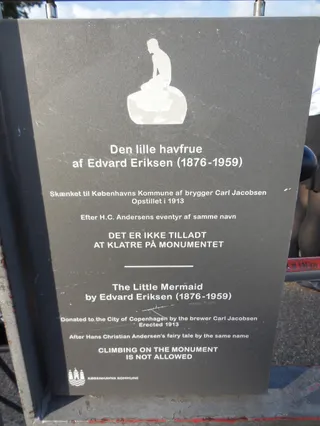 Den lille havfrue
af Edvard Eriksen (1876-1959)
Skænket til Københavns Kommune af brygger Carl Jacobsen
Opstillet i 1913
Efter H.C. Andersens eventyr af samme navn
DET ER IKKE TILLADT
AT KLATRE PÅ MONUMENTET
The Little Mermaid
by Edvard Eriksen (1876-1959)
Donated to the City of Copenhagen by the brewer Carl Jacobsen
Erected 1913
After Hans Christian Andersen's fairy tale by the same name
CLIMBING ON THE MONUMENT
IS NOT ALLOWED
KØBENHAVNS KOMMUNE